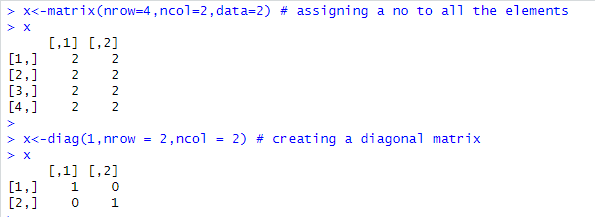 > x<-matrix(nrow=4,ncol=2,data=2) # assigning a no to all the elements
> x
     [,1] [,2]
[1,]    2    2
[2,]    2    2
[3,]    2    2
[4,]    2    2
>
> x<-diag(1,nrow = 2,ncol = 2) # creating a diagonal matrix
> x
     [,1] [,2]
[1,]    1    0
[2,]    0    1